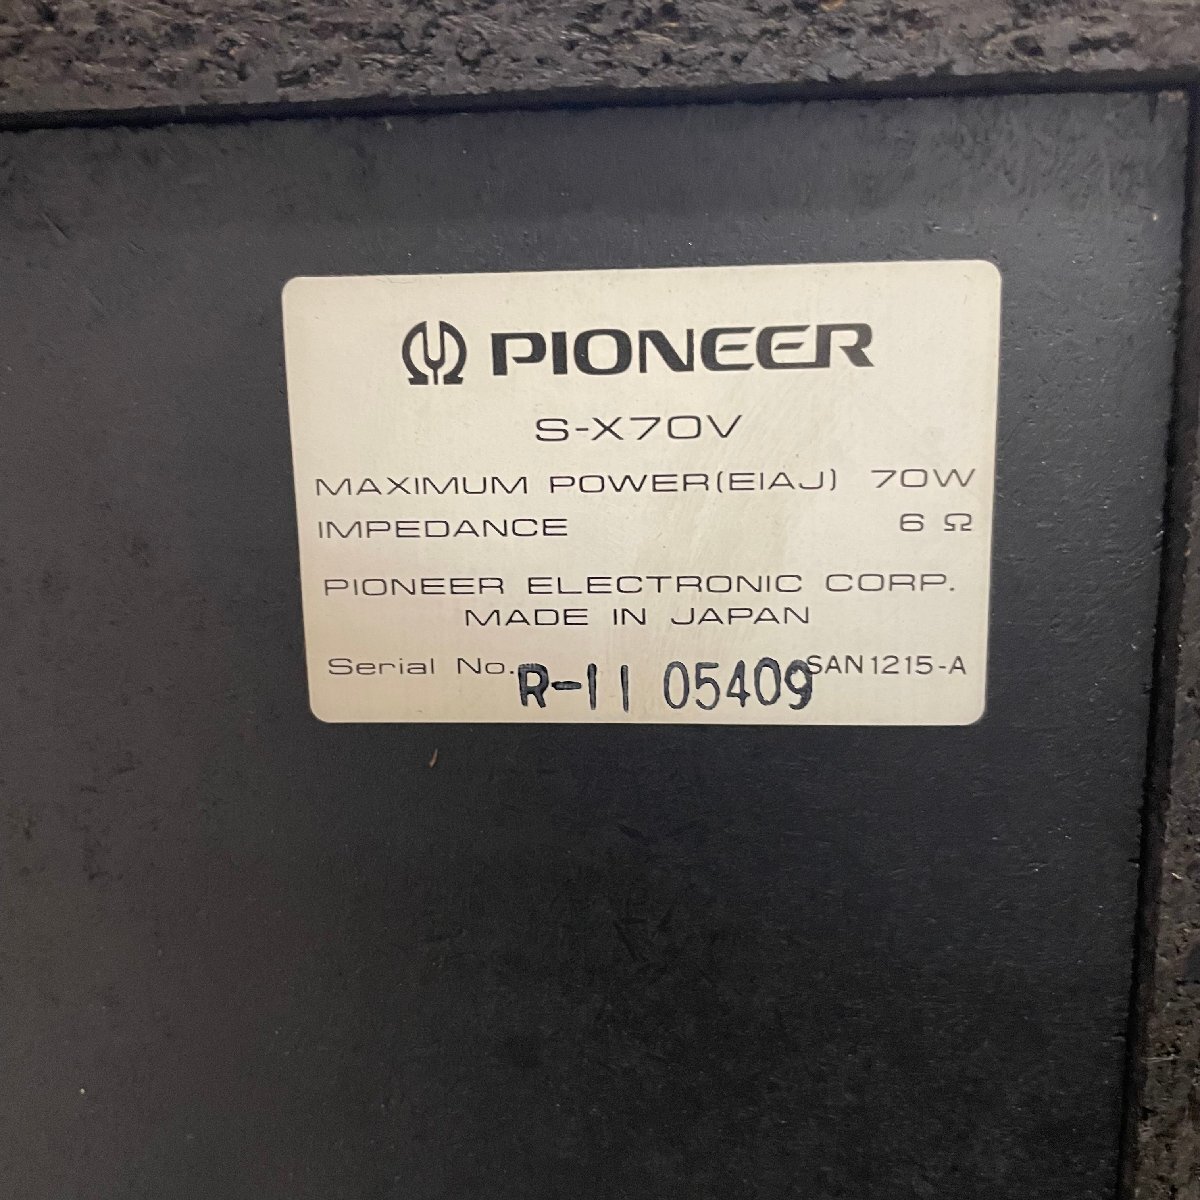 PIONEER
S-X70V
MAXIMUM POWER(EIAJ) 70W
IMPEDANCE 6 Ω
PIONEER ELECTRONIC CORP.
MADE IN JAPAN
Serial No. R-11 05409 SAN1215-A